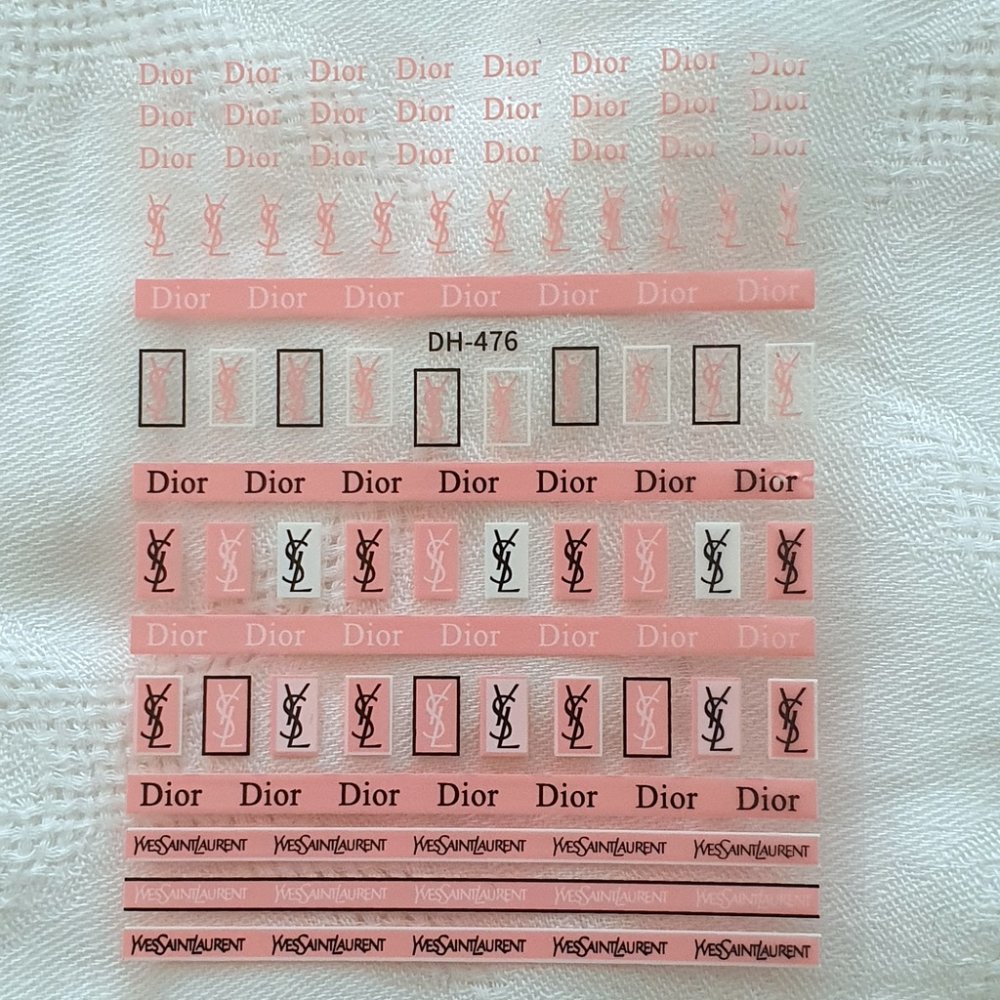 Dior Dior Dior Dior Dior Dior Dior Dior
Dior Dior Dior Dior Dior Dior Dior Dior
Dior Dior Dior Dior Dior Dior Dior Dior
YSL YSL YSL YSL YSL YSL YSL YSL YSL YSL YSL YSL
Dior Dior Dior Dior Dior Dior Dior
DH-476
YSL YSL YSL YSL YSL YSL YSL YSL YSL YSL
Dior Dior Dior Dior Dior Dior Dior
YSL YSL YSL YSL YSL YSL YSL YSL YSL YSL
Dior Dior Dior Dior Dior Dior Dior
YSL YSL YSL YSL YSL YSL YSL YSL YSL YSL
Dior Dior Dior Dior Dior Dior Dior
YVESSAINTLAURENT YVESSAINTLAURENT YVESSAINTLAURENT YVESSAINTLAURENT YVESSAINTLAURENT
YVESSAINTLAURENT YVESSAINTLAURENT YVESSAINTLAURENT YVESSAINTLAURENT YVESSAINTLAURENT
YVESSAINTLAURENT YVESSAINTLAURENT YVESSAINTLAURENT YVESSAINTLAURENT YVESSAINTLAURENT